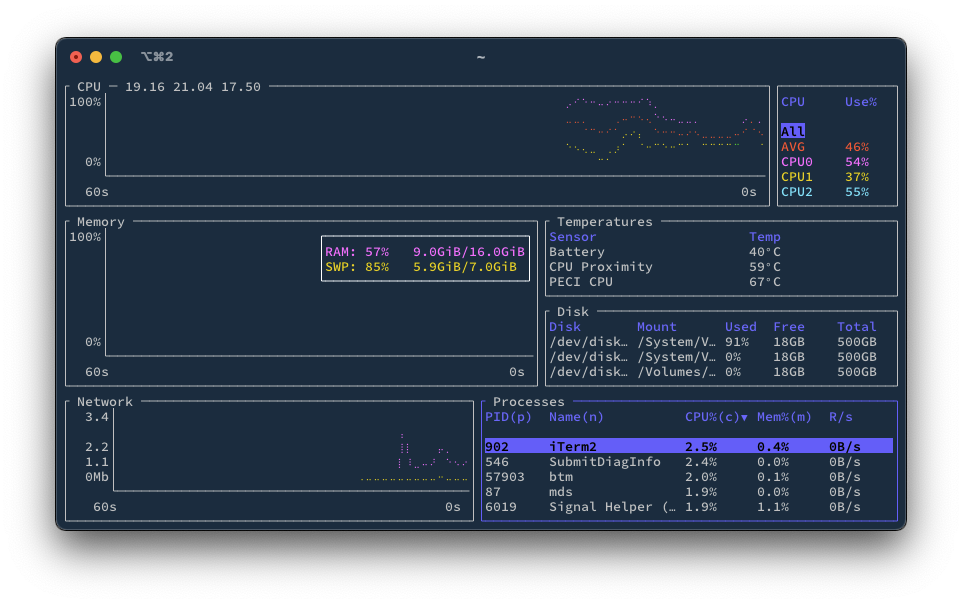 ⌥⌘2
~
CPU — 19.16 21.04 17.50
100%
0%
60s 0s
CPU Use%
All
AVG 46%
CPU0 54%
CPU1 37%
CPU2 55%
Memory
100%
RAM: 57% 9.0GiB/16.0GiB
SWP: 85% 5.9GiB/7.0GiB
0%
60s 0s
Temperatures
Sensor Temp
Battery 40°C
CPU Proximity 59°C
PECI CPU 67°C
Disk
Disk Mount Used Free Total
/dev/disk… /System/V… 91% 18GB 500GB
/dev/disk… /System/V… 0% 18GB 500GB
/dev/disk… /Volumes/… 0% 18GB 500GB
Network
3.4
2.2
1.1
0Mb
60s 0s
Processes
PID(p) Name(n) CPU%(c)▼ Mem%(m) R/s
902 iTerm2 2.5% 0.4% 0B/s
546 SubmitDiagInfo 2.4% 0.0% 0B/s
57903 btm 2.0% 0.1% 0B/s
87 mds 1.9% 0.0% 0B/s
6019 Signal Helper (… 1.9% 1.1% 0B/s